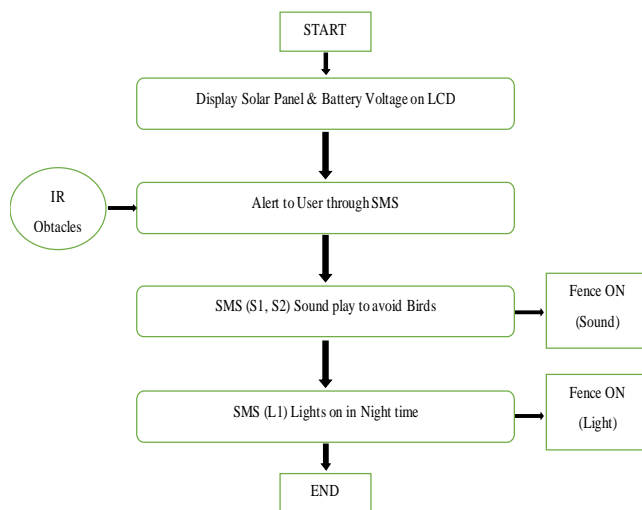 START
Display Solar Panel & Battery Voltage on LCD
IR
Obtacles
Alert to User through SMS
SMS (S1, S2) Sound play to avoid Birds
Fence ON
(Sound)
SMS (L1) Lights on in Night time
Fence ON
(Light)
END